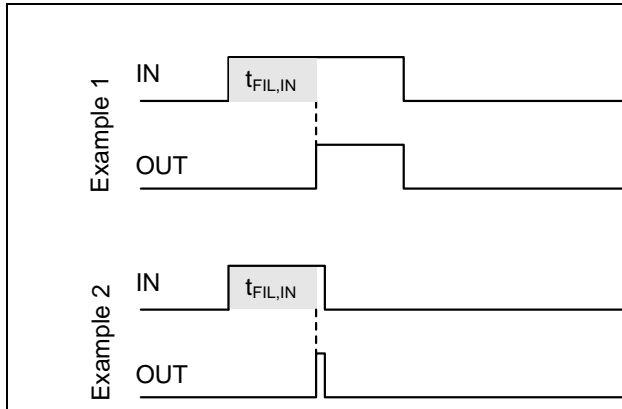 Example 1
IN
tFIL,IN
OUT
Example 2
IN
tFIL,IN
OUT